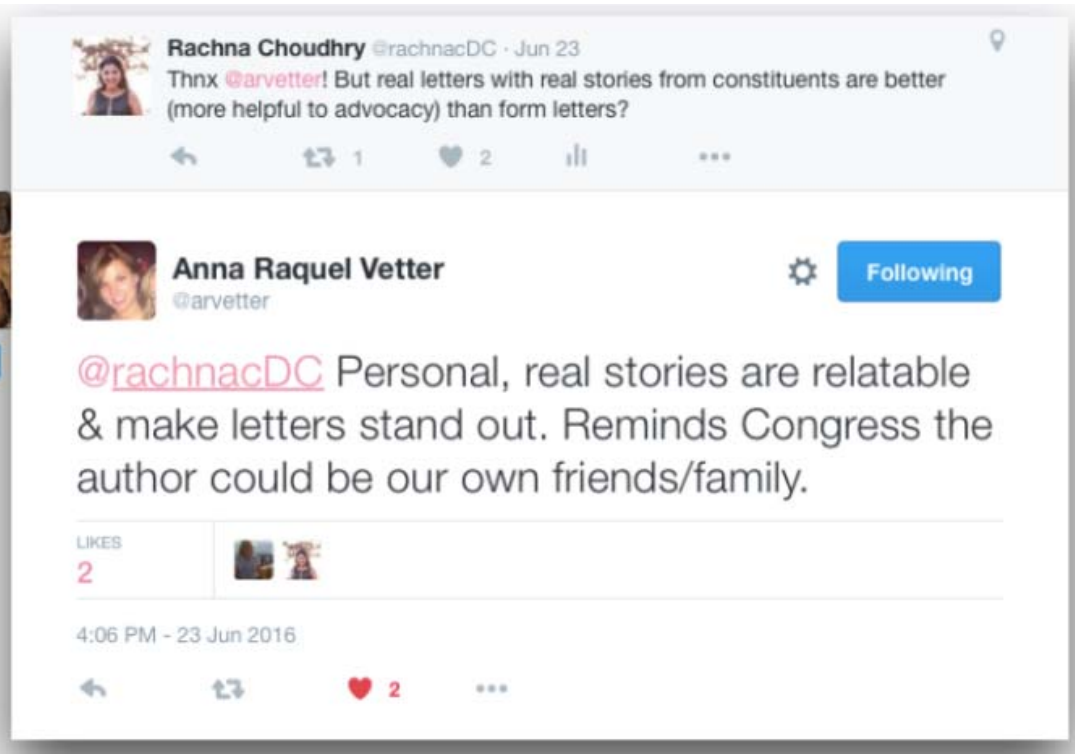 Rachna Choudhry @rachnacDC · Jun 23
Thnx @arvetter! But real letters with real stories from constituents are better
(more helpful to advocacy) than form letters?
1 2
Anna Raquel Vetter
Following
@arvetter
@rachnacDC Personal, real stories are relatable
& make letters stand out. Reminds Congress the
author could be our own friends/family.
LIKES
2
4:06 PM - 23 Jun 2016
2